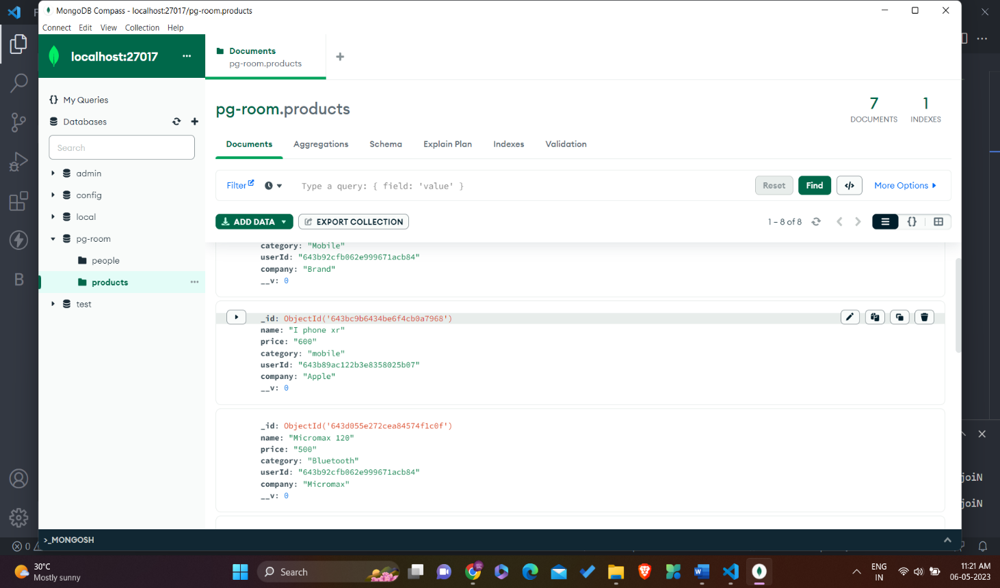 MongoDB Compass - localhost:27017/pg-room.products
Connect Edit View Collection Help
localhost:27017
Documents
pg-room.products
My Queries
Databases
Search
admin
config
local
pg-room
people
products
test
pg-room.products
7
DOCUMENTS
1
INDEXES
Documents Aggregations Schema Explain Plan Indexes Validation
Filter Type a query: { field: 'value' } Reset Find </> More Options
ADD DATA EXPORT COLLECTION 1 – 8 of 8 {}
category: "Mobile"
userId: "643b92cfb062e999671acb84"
company: "Brand"
__v: 0
_id: ObjectId('643bc9b6434be6f4cb0a7968')
name: "I phone xr"
price: "600"
category: "mobile"
userId: "643b89ac122b3e8358025b07"
company: "Apple"
__v: 0
_id: ObjectId('643d055e272cea84574f1c0f')
name: "Micromax 120"
price: "500"
category: "Bluetooth"
userId: "643b92cfb062e999671acb84"
company: "Micromax"
__v: 0
>_MONGOSH
F
B
0
joiN
joiN
30°C
Mostly sunny
Search
ENG
IN
11:21 AM
06-05-2023